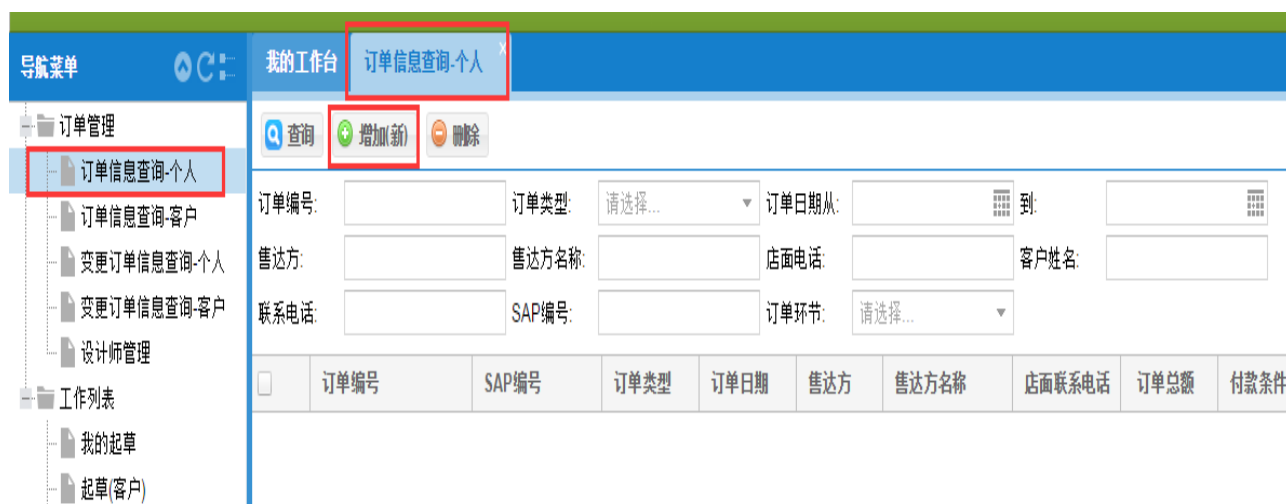 导航菜单
我的工作台
订单信息查询-个人
订单管理
订单信息查询-个人
订单信息查询-客户
变更订单信息查询-个人
变更订单信息查询-客户
设计师管理
工作列表
我的起草
起草(客户)
查询 增加(新) 删除
订单编号: 订单类型: 请选择... 订单日期从: 到:
售达方: 售达方名称: 店面电话: 客户姓名:
联系电话: SAP编号: 订单环节: 请选择...
订单编号 SAP编号 订单类型 订单日期 售达方 售达方名称 店面联系电话 订单总额 付款条件